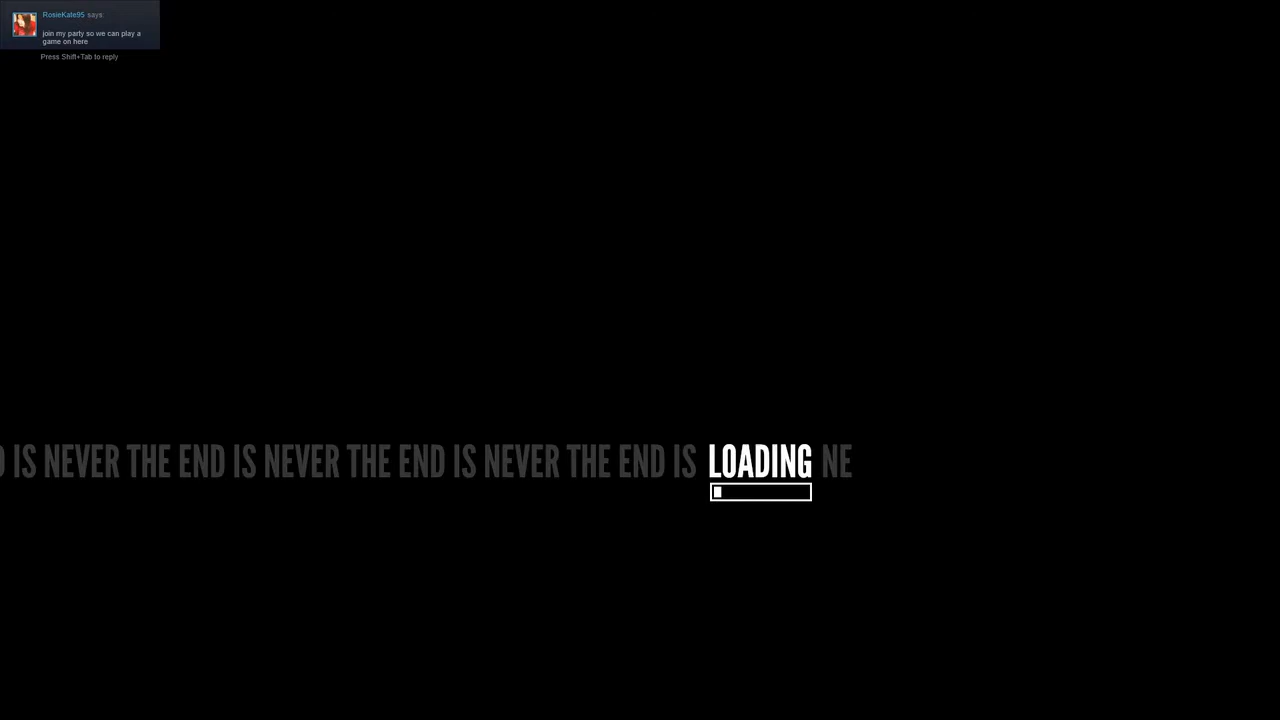 RosieKate95 says:
join my party so we can play a
game on here
Press Shift+Tab to reply
D IS NEVER THE END IS NEVER THE END IS NEVER THE END IS LOADING NE